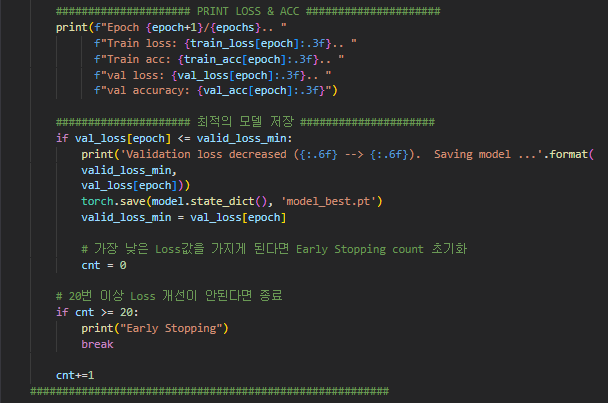 ##################### PRINT LOSS & ACC #####################
print(f"Epoch {epoch+1}/{epochs}.. "
f"Train loss: {train_loss[epoch]:.3f}.. "
f"Train acc: {train_acc[epoch]:.3f}.. "
f"val loss: {val_loss[epoch]:.3f}.. "
f"val accuracy: {val_acc[epoch]:.3f}")
##################### 최적의 모델 저장 #####################
if val_loss[epoch] <= valid_loss_min:
print('Validation loss decreased ({:.6f} --> {:.6f}).  Saving model ...'.format(
valid_loss_min,
val_loss[epoch]))
torch.save(model.state_dict(), 'model_best.pt')
valid_loss_min = val_loss[epoch]
# 가장 낮은 Loss값을 가지게 된다면 Early Stopping count 초기화
cnt = 0
# 20번 이상 Loss 개선이 안된다면 종료
if cnt >= 20:
print("Early Stopping")
break
cnt+=1
########################################################